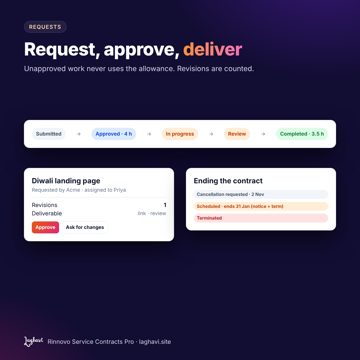 REQUESTS
Request, approve, deliver
Unapproved work never uses the allowance. Revisions are counted.
Submitted → Approved · 4 h → In progress → Review → Completed · 3.5 h
Diwali landing page
Requested by Acme · assigned to Priya
Revisions 1
Deliverable link · review
Approve Ask for changes
Ending the contract
Cancellation requested · 2 Nov
Scheduled · ends 31 Jan (notice + term)
Terminated
laghavi Rinnovo Service Contracts Pro · laghavi.site